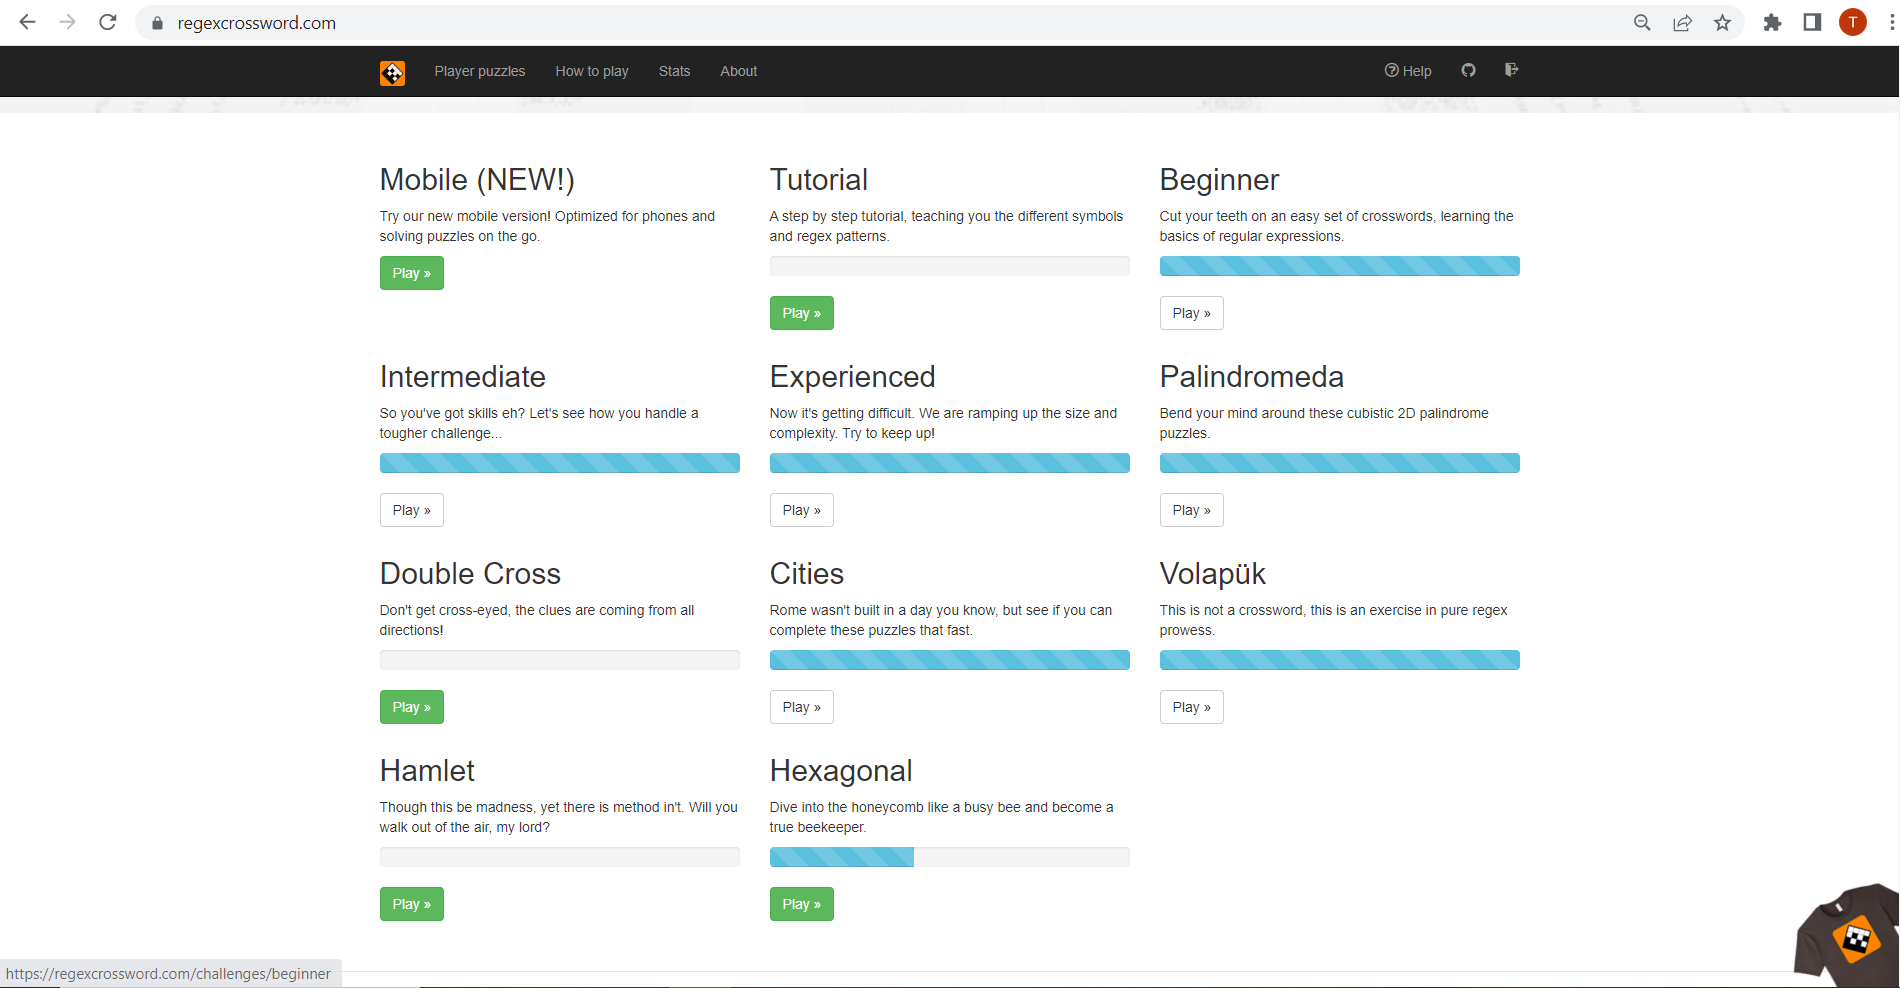 regexcrossword.com
T
Player puzzles How to play Stats About Help
Mobile (NEW!)
Try our new mobile version! Optimized for phones and
solving puzzles on the go.
Play »
Tutorial
A step by step tutorial, teaching you the different symbols
and regex patterns.
Play »
Beginner
Cut your teeth on an easy set of crosswords, learning the
basics of regular expressions.
Play »
Intermediate
So you've got skills eh? Let's see how you handle a
tougher challenge...
Play »
Experienced
Now it's getting difficult. We are ramping up the size and
complexity. Try to keep up!
Play »
Palindromeda
Bend your mind around these cubistic 2D palindrome
puzzles.
Play »
Double Cross
Don't get cross-eyed, the clues are coming from all
directions!
Play »
Cities
Rome wasn't built in a day you know, but see if you can
complete these puzzles that fast.
Play »
Volapük
This is not a crossword, this is an exercise in pure regex
prowess.
Play »
Hamlet
Though this be madness, yet there is method in't. Will you
walk out of the air, my lord?
Play »
Hexagonal
Dive into the honeycomb like a busy bee and become a
true beekeeper.
Play »
https://regexcrossword.com/challenges/beginner